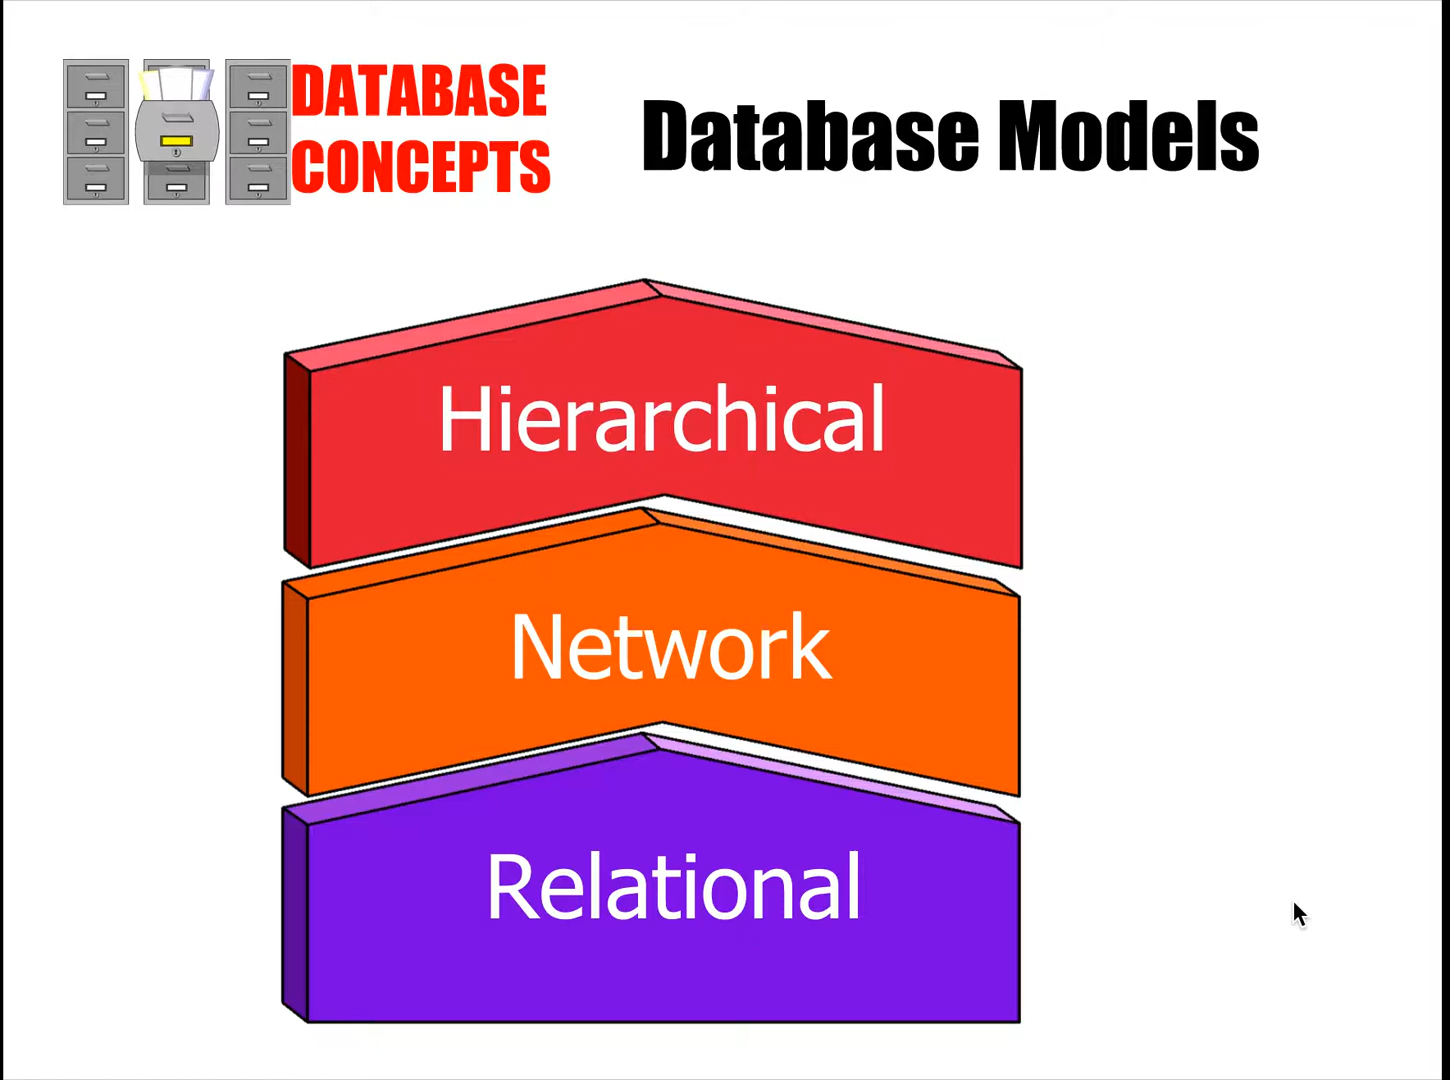 DATABASE
CONCEPTS
Database Models
Hierarchical
Network
Relational